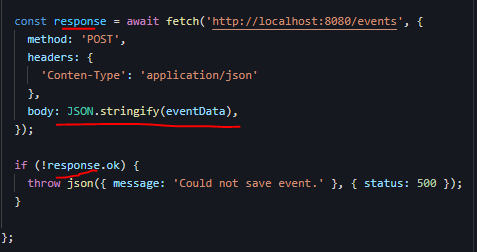 const response = await fetch('http://localhost:8080/events', {
method: 'POST',
headers: {
'Conten-Type': 'application/json'
},
body: JSON.stringify(eventData),
});
if (!response.ok) {
throw json({ message: 'Could not save event.' }, { status: 500 });
}
};